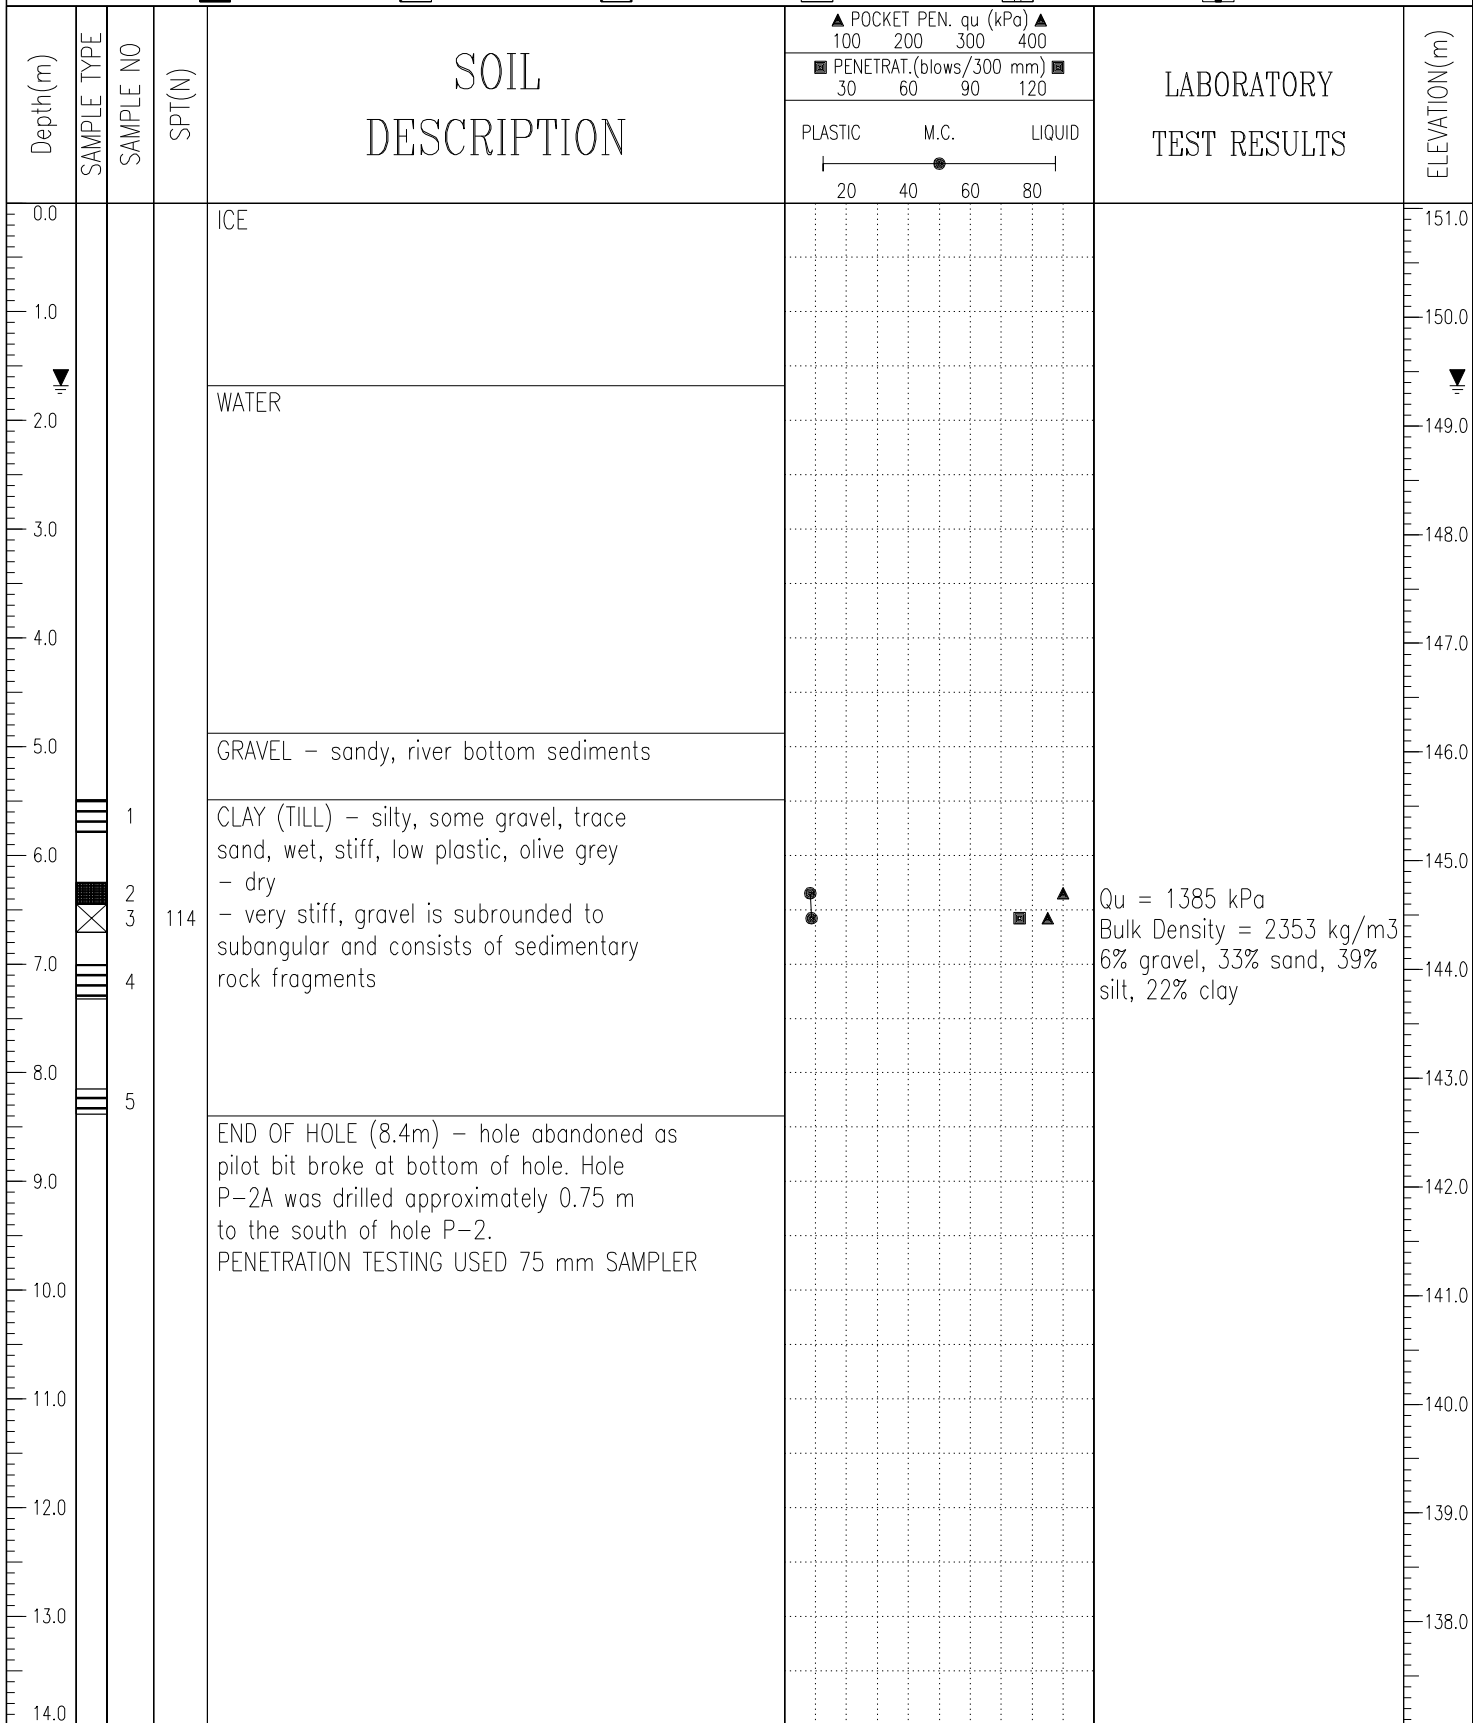 Depth(m)
SAMPLE TYPE
SAMPLE NO
SPT(N)
SOIL
DESCRIPTION
▲ POCKET PEN. qu (kPa) ▲
100 200 300 400
■ PENETRAT.(blows/300 mm) ■
30 60 90 120
PLASTIC M.C. LIQUID
20 40 60 80
LABORATORY
TEST RESULTS
ELEVATION(m)
0.0
1.0
2.0
3.0
4.0
5.0
6.0
7.0
8.0
9.0
10.0
11.0
12.0
13.0
14.0
1
2
3
4
5
114
ICE
WATER
GRAVEL – sandy, river bottom sediments
CLAY (TILL) – silty, some gravel, trace
sand, wet, stiff, low plastic, olive grey
– dry
– very stiff, gravel is subrounded to
subangular and consists of sedimentary
rock fragments
END OF HOLE (8.4m) – hole abandoned as
pilot bit broke at bottom of hole. Hole
P–2A was drilled approximately 0.75 m
to the south of hole P–2.
PENETRATION TESTING USED 75 mm SAMPLER
Qu = 1385 kPa
Bulk Density = 2353 kg/m3
6% gravel, 33% sand, 39%
silt, 22% clay
151.0
150.0
149.0
148.0
147.0
146.0
145.0
144.0
143.0
142.0
141.0
140.0
139.0
138.0